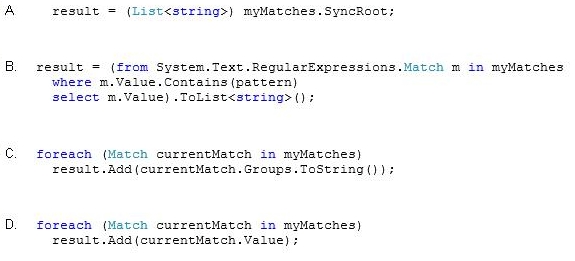 A result = (List<string>) myMatches.SyncRoot;
B. result = (from System.Text.RegularExpressions.Match m in myMatches
where m.Value.Contains(pattern)
select m.Value).ToList<string>();
C. foreach (Match currentMatch in myMatches)
result.Add(currentMatch.Groups.ToString());
D. foreach (Match currentMatch in myMatches)
result.Add(currentMatch.Value);